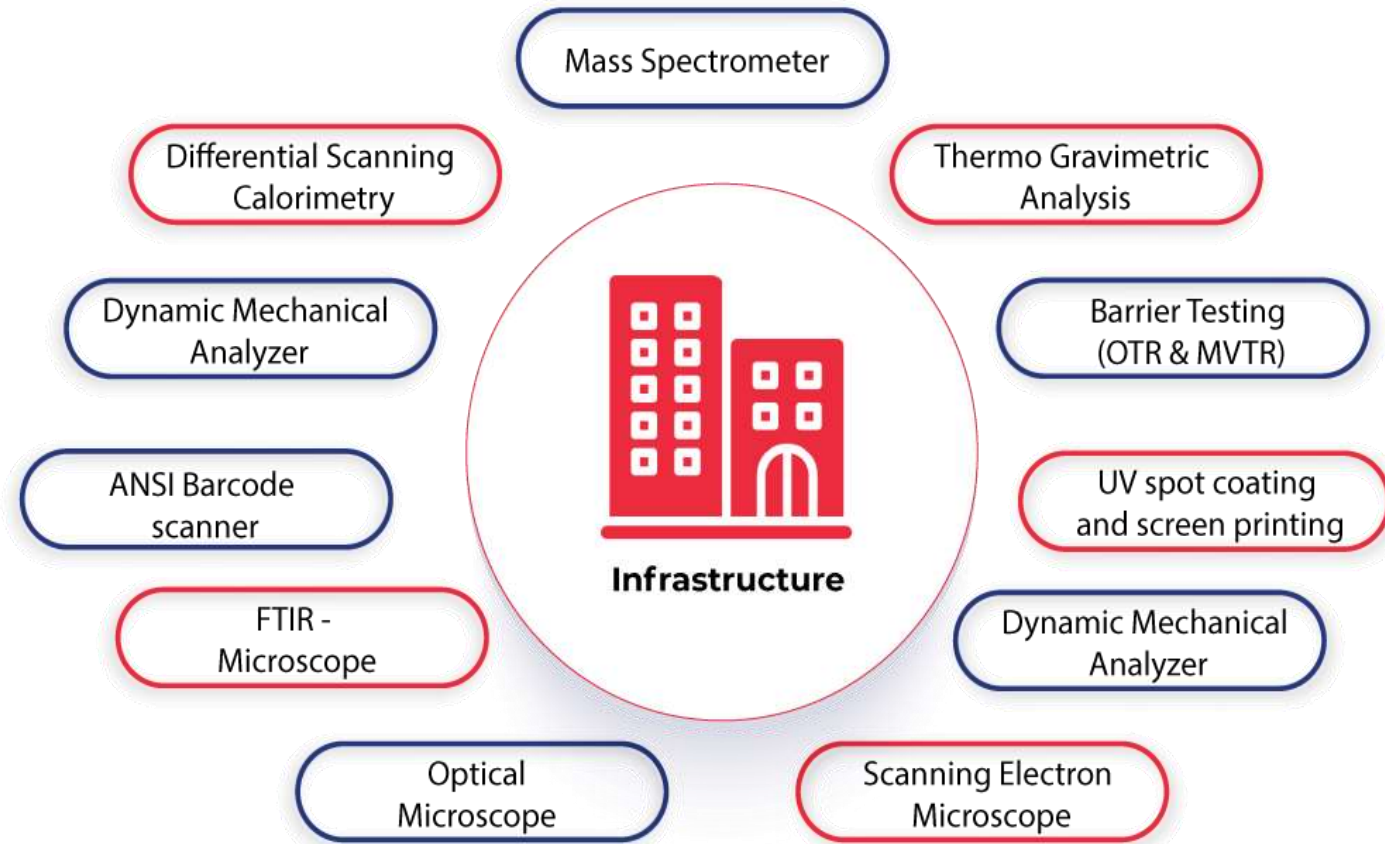 Mass Spectrometer
Differential Scanning
Calorimetry
Thermo Gravimetric
Analysis
Dynamic Mechanical
Analyzer
Barrier Testing
(OTR & MVTR)
ANSI Barcode
scanner
UV spot coating
and screen printing
Infrastructure
FTIR -
Microscope
Dynamic Mechanical
Analyzer
Optical
Microscope
Scanning Electron
Microscope